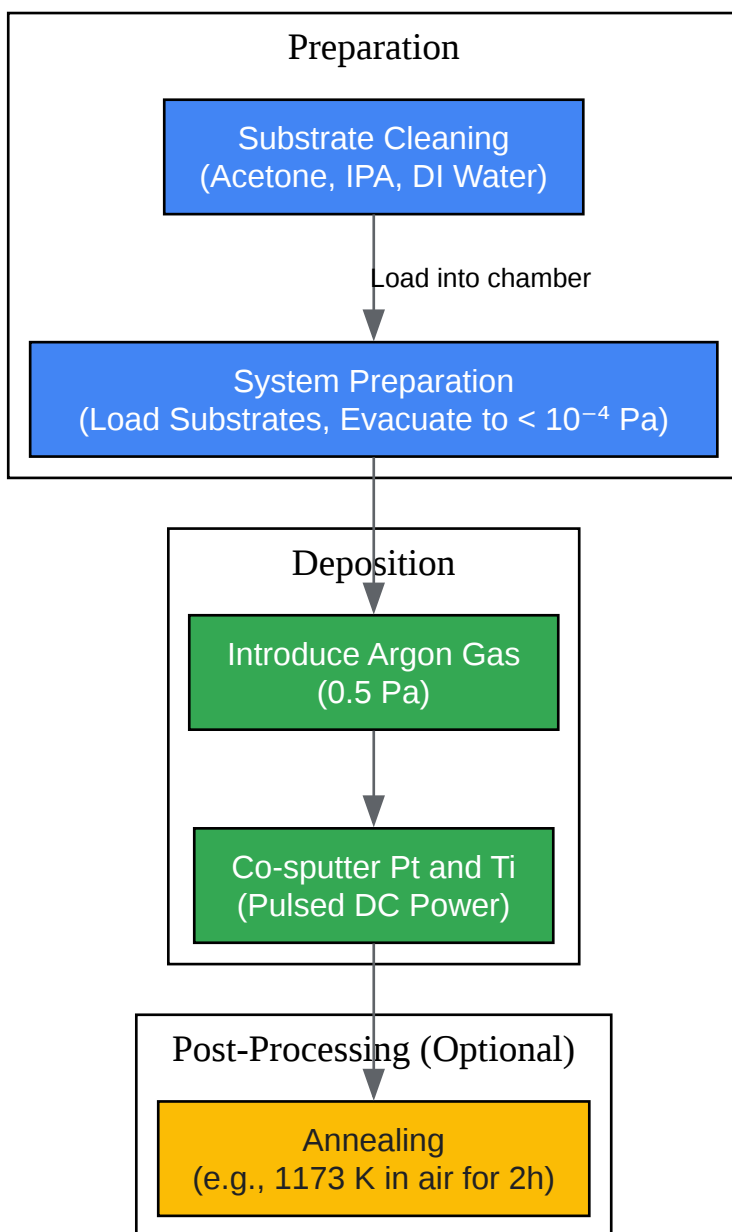 Preparation
Substrate Cleaning
(Acetone, IPA, DI Water)
Load into chamber
System Preparation
(Load Substrates, Evacuate to < 10⁻⁴ Pa)
Deposition
Introduce Argon Gas
(0.5 Pa)
Co-sputter Pt and Ti
(Pulsed DC Power)
Post-Processing (Optional)
Annealing
(e.g., 1173 K in air for 2h)